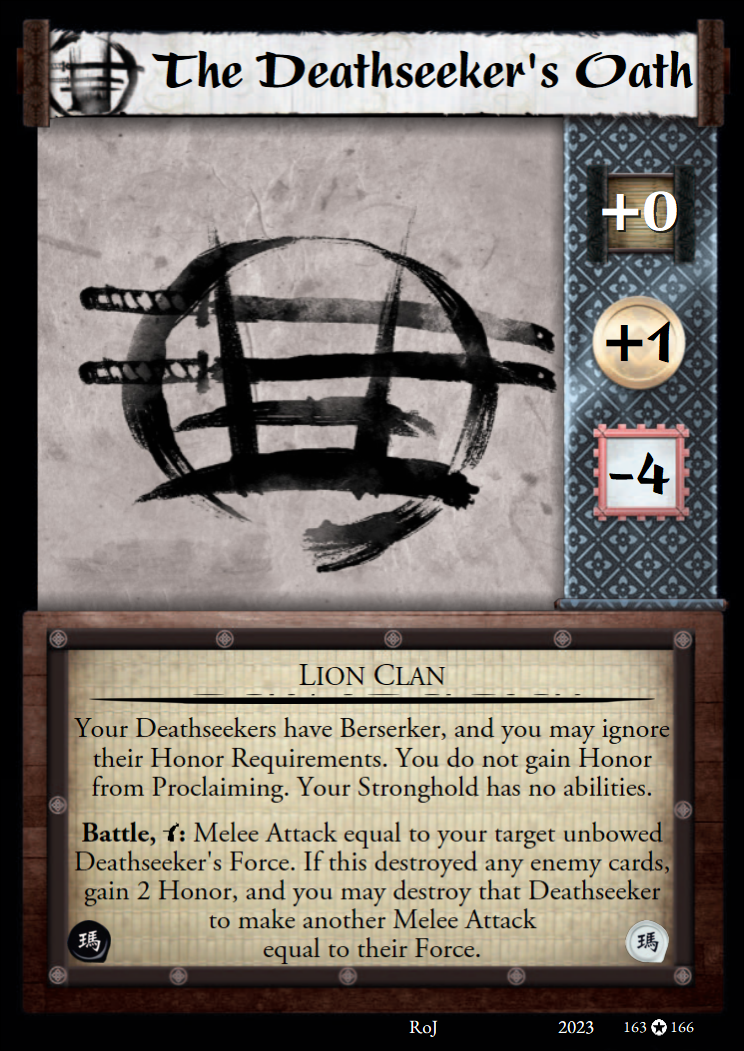 The Deathseeker's Oath
+0
+1
-4
LION CLAN
Your Deathseekers have Berserker, and you may ignore
their Honor Requirements. You do not gain Honor
from Proclaiming. Your Stronghold has no abilities.
Battle, : Melee Attack equal to your target unbowed
Deathseeker's Force. If this destroyed any enemy cards,
gain 2 Honor, and you may destroy that Deathseeker
to make another Melee Attack
equal to their Force.
瑪 瑪
RoJ 2023 163 ✪ 166